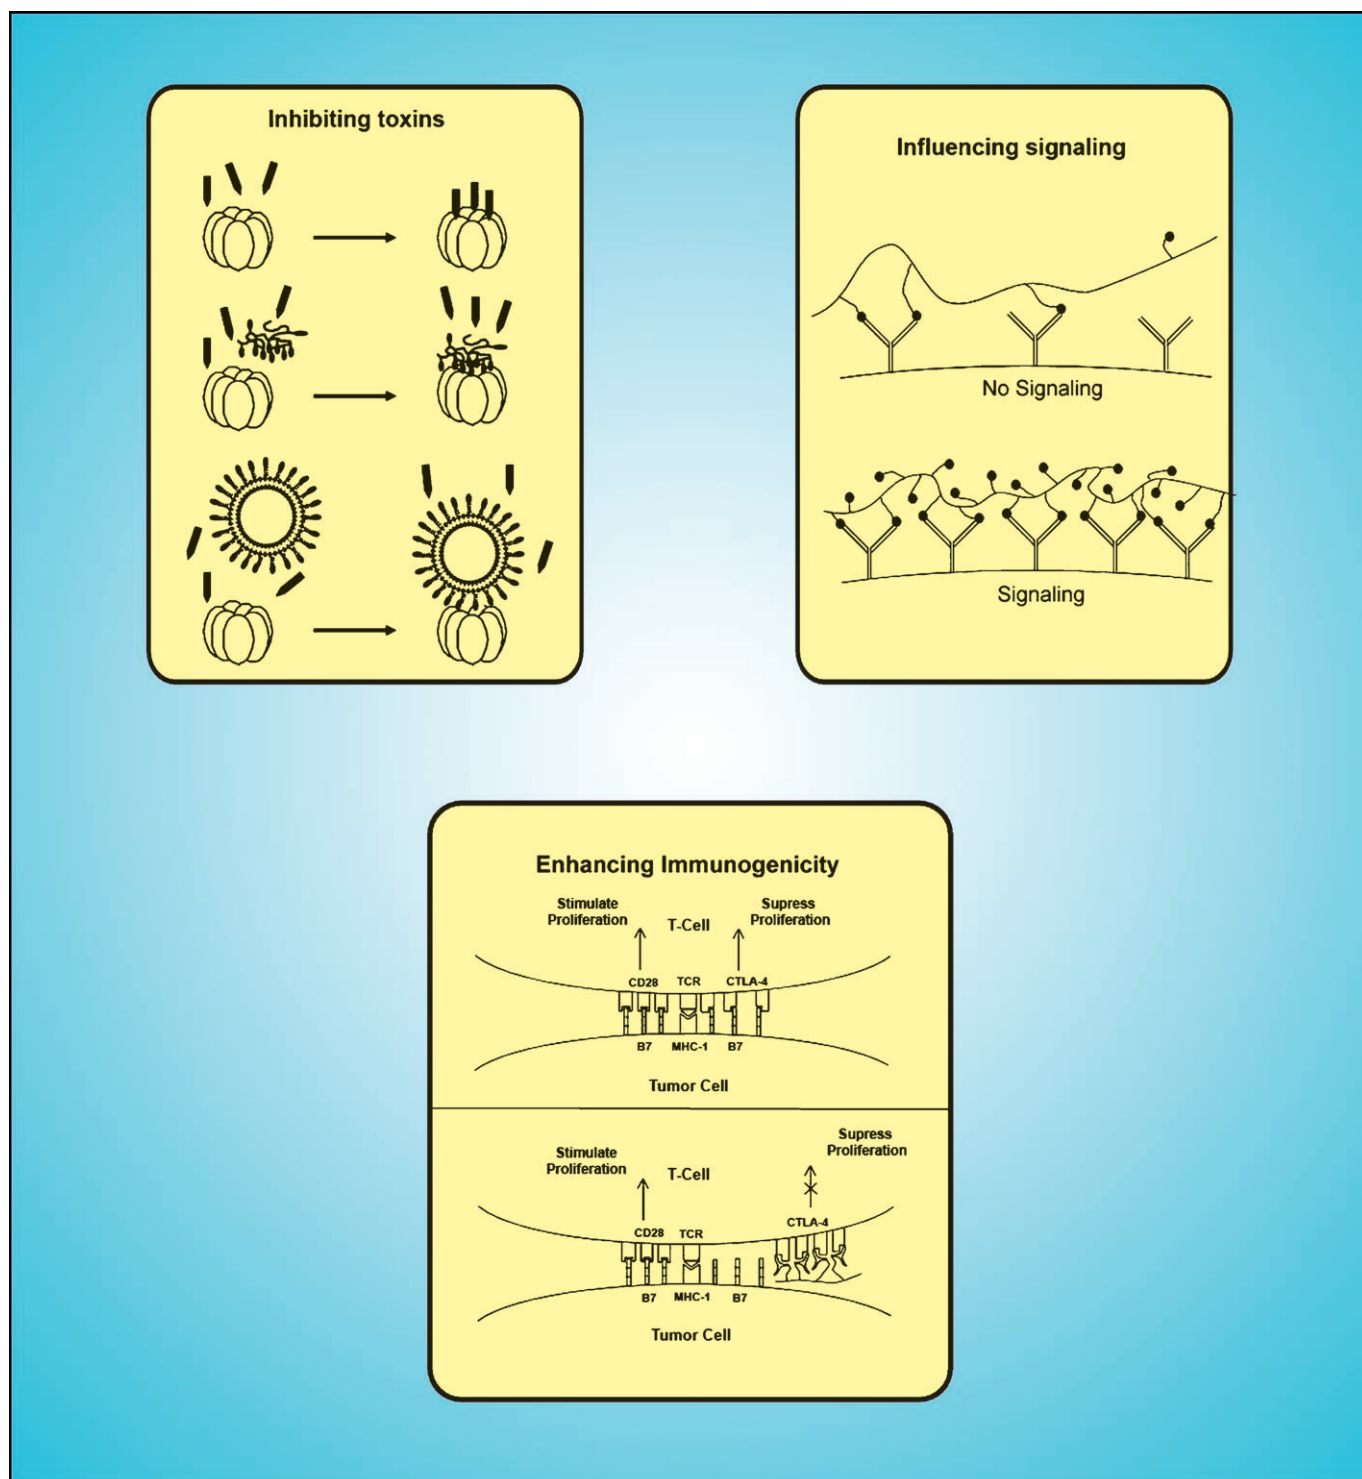 Inhibiting toxins
Influencing signaling
No Signaling
Signaling
Enhancing Immunogenicity
Stimulate
Proliferation
T-Cell
Supress
Proliferation
CD28
TCR
CTLA-4
B7
MHC-1
B7
Tumor Cell
Supress
Proliferation
Stimulate
Proliferation
T-Cell
CTLA-4
CD28
TCR
B7
MHC-1
B7
Tumor Cell